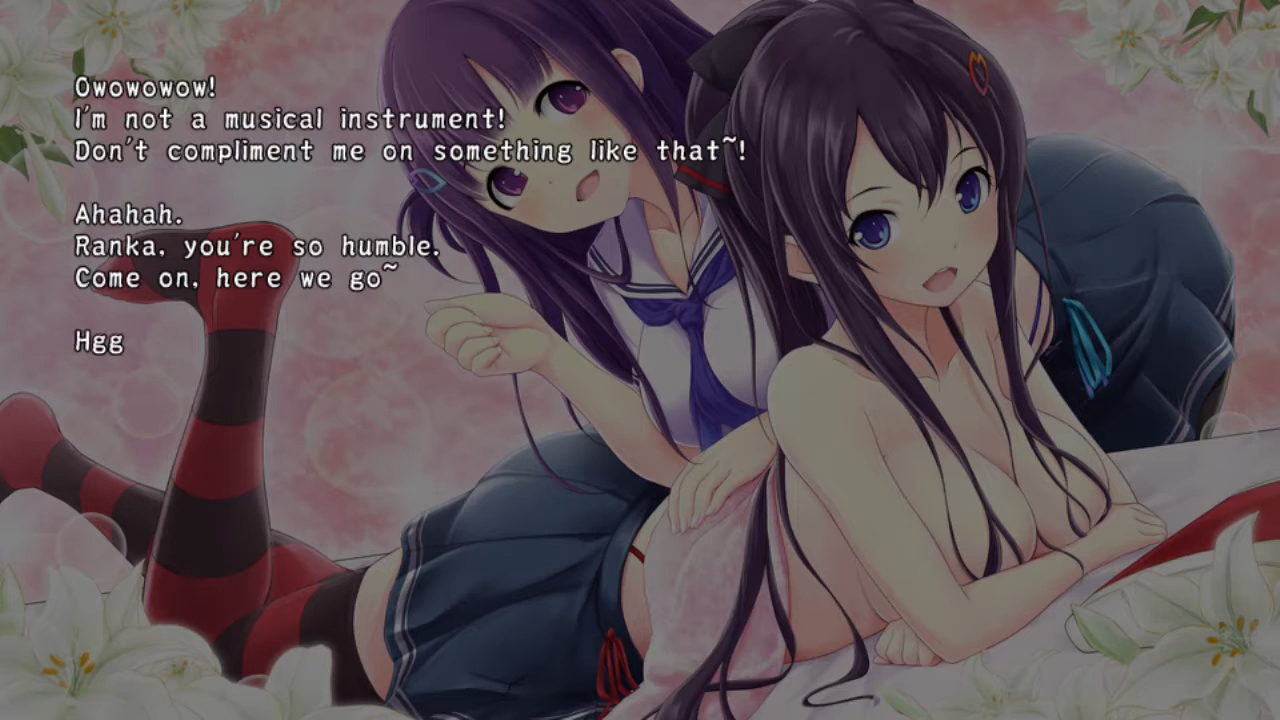 Owowowow!
I'm not a musical instrument!
Don't compliment me on something like that~!
Ahahah.
Ranka, you're so humble.
Come on, here we go~
Hgg